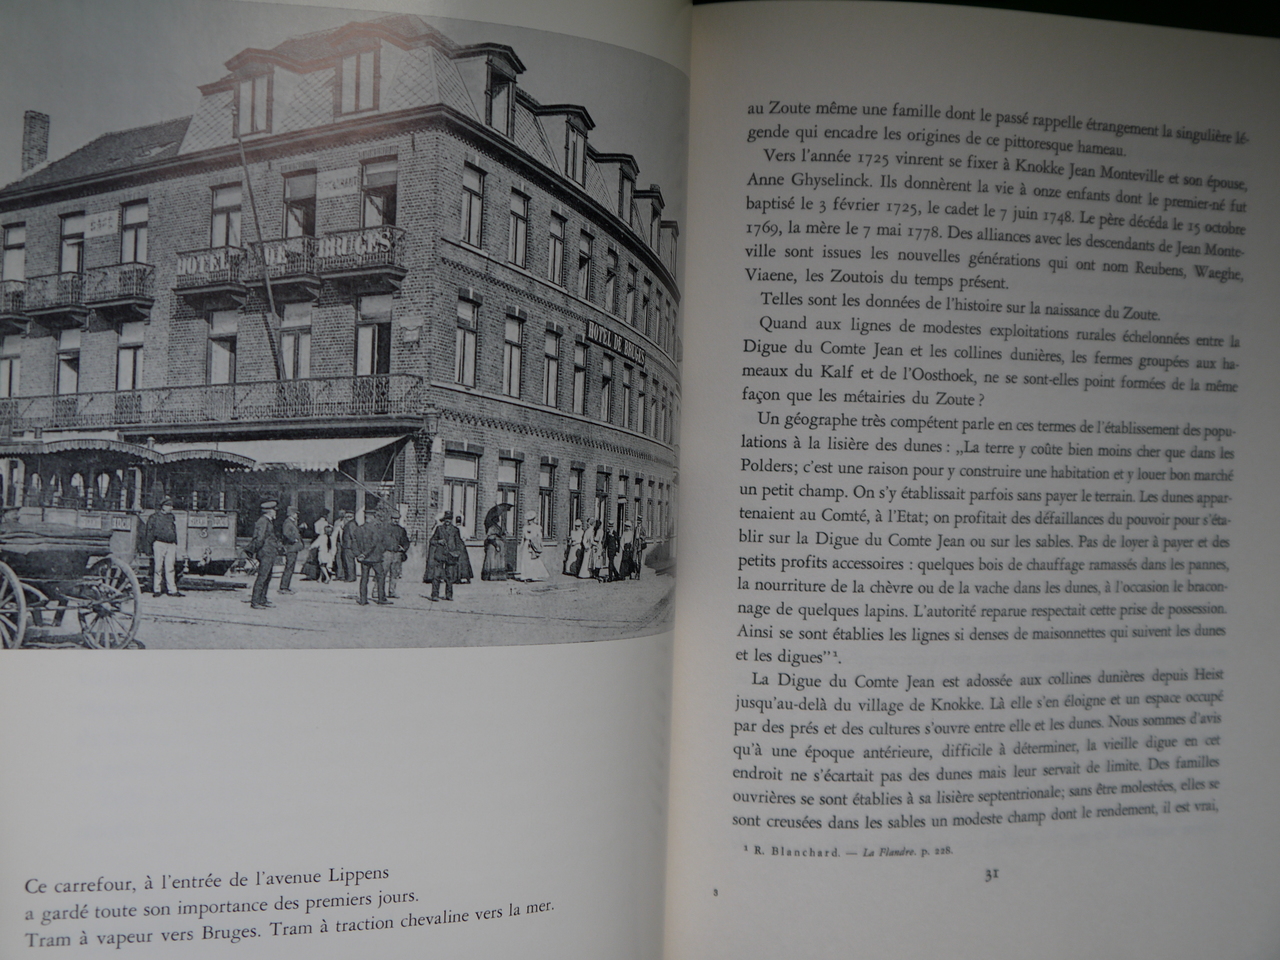 HOTEL DE BRUGES
HOTEL DE BRUGES
Ce carrefour, à l'entrée de l'avenue Lippens
a gardé toute son importance des premiers jours.
Tram à vapeur vers Bruges. Tram à traction chevaline vers la mer.
au Zoute même une famille dont le passé rappelle étrangement la singulière lé-
gende qui encadre les origines de ce pittoresque hameau.
Vers l'année 1725 vinrent se fixer à Knokke Jean Monteville et son épouse,
Anne Ghyselinck. Ils donnèrent la vie à onze enfants dont le premier-né fut
baptisé le 3 février 1725, le cadet le 7 juin 1748. Le père décéda le 15 octobre
1769, la mère le 7 mai 1778. Des alliances avec les descendants de Jean Monte-
ville sont issues les nouvelles générations qui ont nom Reubens, Waeghe,
Viaene, les Zoutois du temps présent.
Telles sont les données de l'histoire sur la naissance du Zoute.
Quand aux lignes de modestes exploitations rurales échelonnées entre la
Digue du Comte Jean et les collines dunières, les fermes groupées aux ha-
meaux du Kalf et de l'Oosthoek, ne se sont-elles point formées de la même
façon que les métairies du Zoute ?
Un géographe très compétent parle en ces termes de l'établissement des popu-
lations à la lisière des dunes : „La terre y coûte bien moins cher que dans les
Polders; c'est une raison pour y construire une habitation et y louer bon marché
un petit champ. On s'y établissait parfois sans payer le terrain. Les dunes appar-
tenaient au Comté, à l'Etat; on profitait des défaillances du pouvoir pour s'éta-
blir sur la Digue du Comte Jean ou sur les sables. Pas de loyer à payer et des
petits profits accessoires : quelques bois de chauffage ramassés dans les pannes,
la nourriture de la chèvre ou de la vache dans les dunes, à l'occasion le bracon-
nage de quelques lapins. L'autorité reparue respectait cette prise de possession.
Ainsi se sont établies les lignes si denses de maisonnettes qui suivent les dunes
et les digues”¹.
La Digue du Comte Jean est adossée aux collines dunières depuis Heist
jusqu'au-delà du village de Knokke. Là elle s'en éloigne et un espace occupé
par des prés et des cultures s'ouvre entre elle et les dunes. Nous sommes d'avis
qu'à une époque antérieure, difficile à déterminer, la vieille digue en cet
endroit ne s'écartait pas des dunes mais leur servait de limite. Des familles
ouvrières se sont établies à sa lisière septentrionale; sans être molestées, elles se
sont creusées dans les sables un modeste champ dont le rendement, il est vrai,
¹ R. Blanchard. — La Flandre. p. 228.
31
3